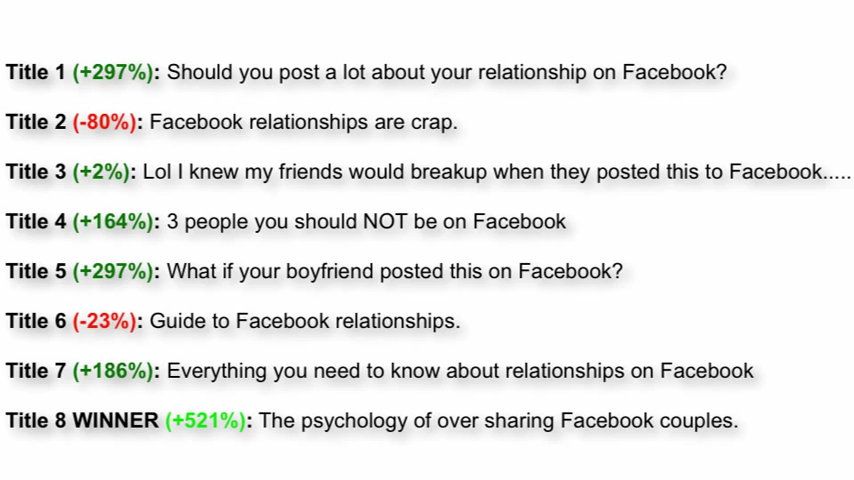 Title 1 (+297%): Should you post a lot about your relationship on Facebook?
Title 2 (-80%): Facebook relationships are crap.
Title 3 (+2%): Lol I knew my friends would breakup when they posted this to Facebook.....
Title 4 (+164%): 3 people you should NOT be on Facebook
Title 5 (+297%): What if your boyfriend posted this on Facebook?
Title 6 (-23%): Guide to Facebook relationships.
Title 7 (+186%): Everything you need to know about relationships on Facebook
Title 8 WINNER (+521%): The psychology of over sharing Facebook couples.